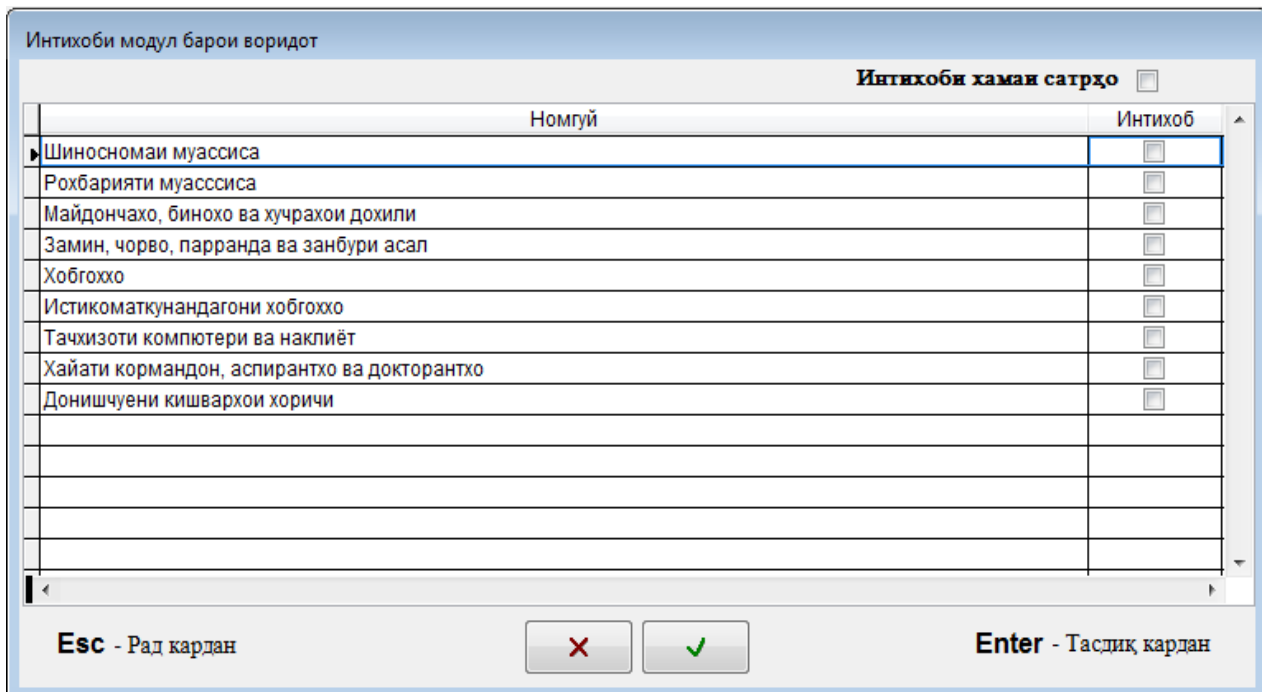 Интихоби модул барои воридот
Интихоби хамаи сатрҳо
Номгуй Интихоб
Шиносномаи муассиса
Рохбарияти муасссиса
Майдончахо, бинохо ва хучрахои дохили
Замин, чорво, парранда ва занбури асал
Хобгоххо
Истикоматкунандагони хобгоххо
Тачхизоти компютери ва наклиёт
Хайати кормандон, аспирантхо ва докторантхо
Донишчуени кишвархои хоричи
Esc - Рад кардан Enter - Тасдиқ кардан